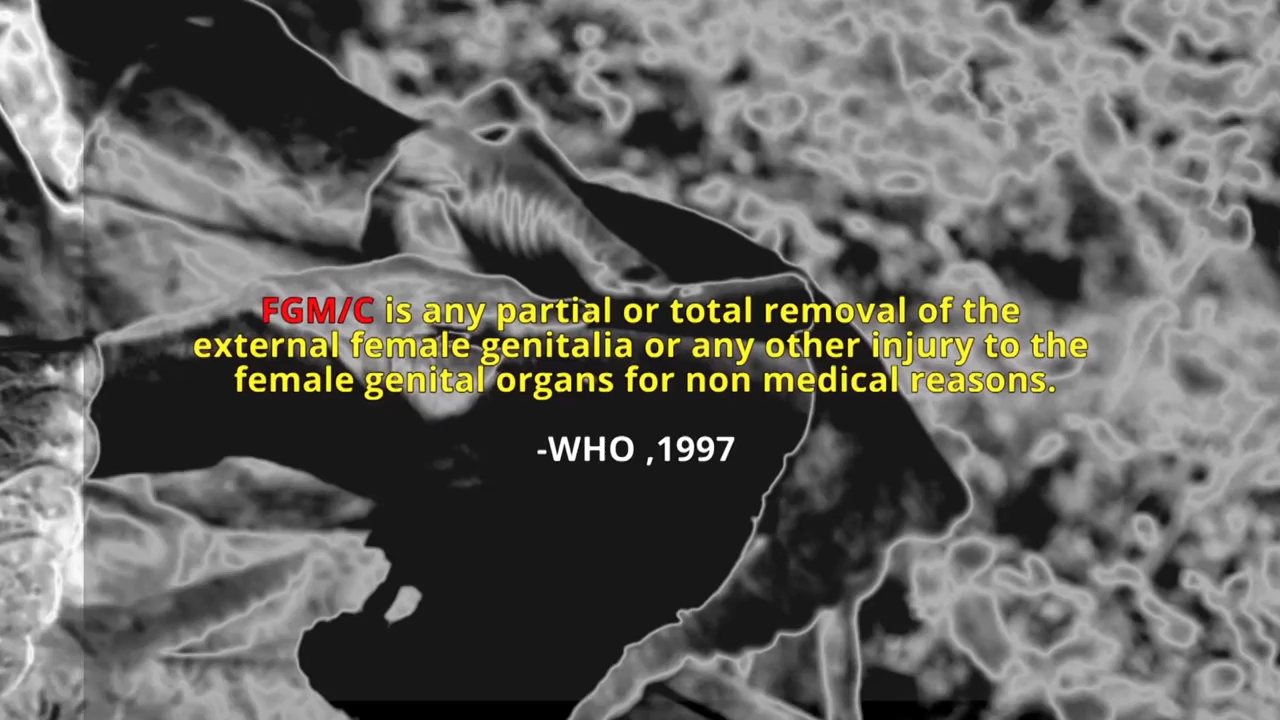 FGM/C is any partial or total removal of the
external female genitalia or any other injury to the
female genital organs for non medical reasons.
-WHO ,1997